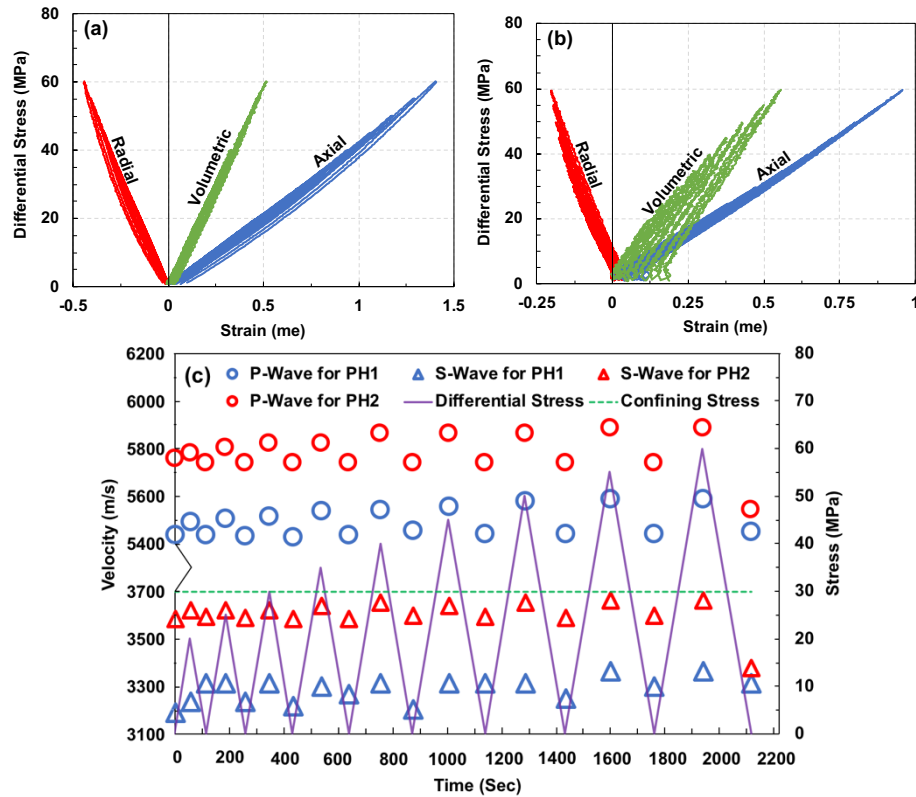 (a)
80
60
40
20
0
Differential Stress (MPa)
Radial
Volumetric
Axial
-0.5
0
0.5
1
1.5
Strain (me)
(b)
80
60
40
20
0
Differential Stress (MPa)
Radial
Volumetric
Axial
-0.25
0
0.25
0.5
0.75
1
Strain (me)
(c)
P-Wave for PH1
S-Wave for PH1
S-Wave for PH2
P-Wave for PH2
Differential Stress
Confining Stress
6200
6000
5800
5600
5400
3700
3500
3300
3100
Velocity (m/s)
80
70
60
50
40
30
20
10
0
Stress (MPa)
0 200 400 600 800 1000 1200 1400 1600 1800 2000 2200
Time (Sec)